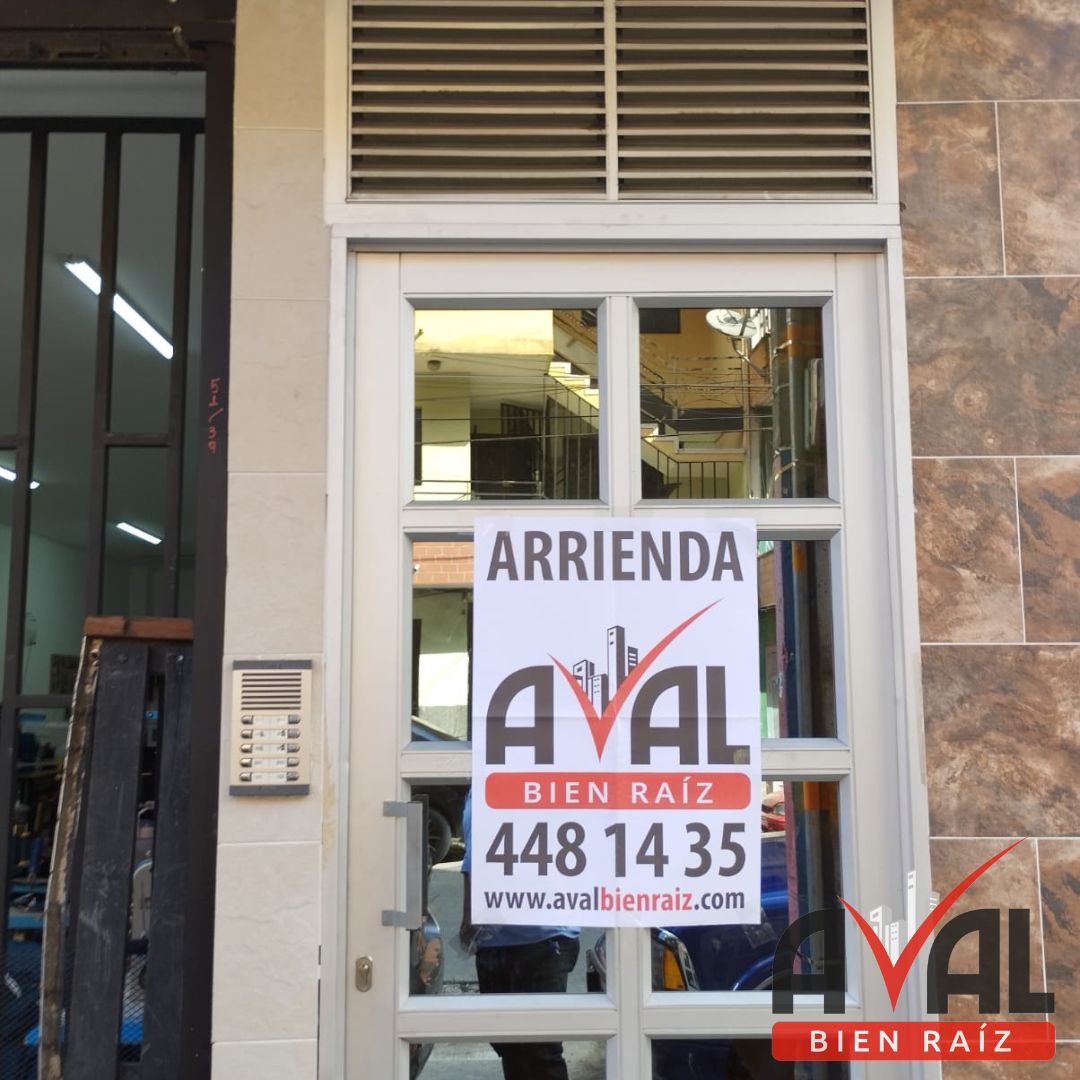 ARRIENDA
AVAL
BIEN RAÍZ
448 14 35
www.avalbienraiz.com
AVAL
BIEN RAÍZ